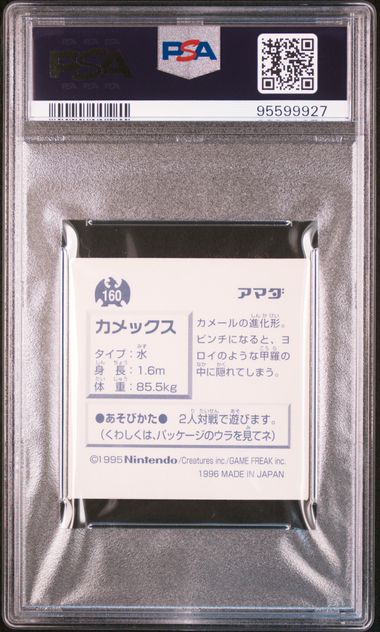 PSA
PSA
95599927
160
アマダ
カメックス
タイプ：水
身長：1.6m
体重：85.5kg
カメールの進化形。
ピンチになると、ヨ
ロイのような甲羅の
中に隠れてしまう。
●あそびかた● 2人対戦で遊びます。
（くわしくは、パッケージのウラを見てネ）
©1995 Nintendo/Creatures inc./GAME FREAK inc.
1996 MADE IN JAPAN